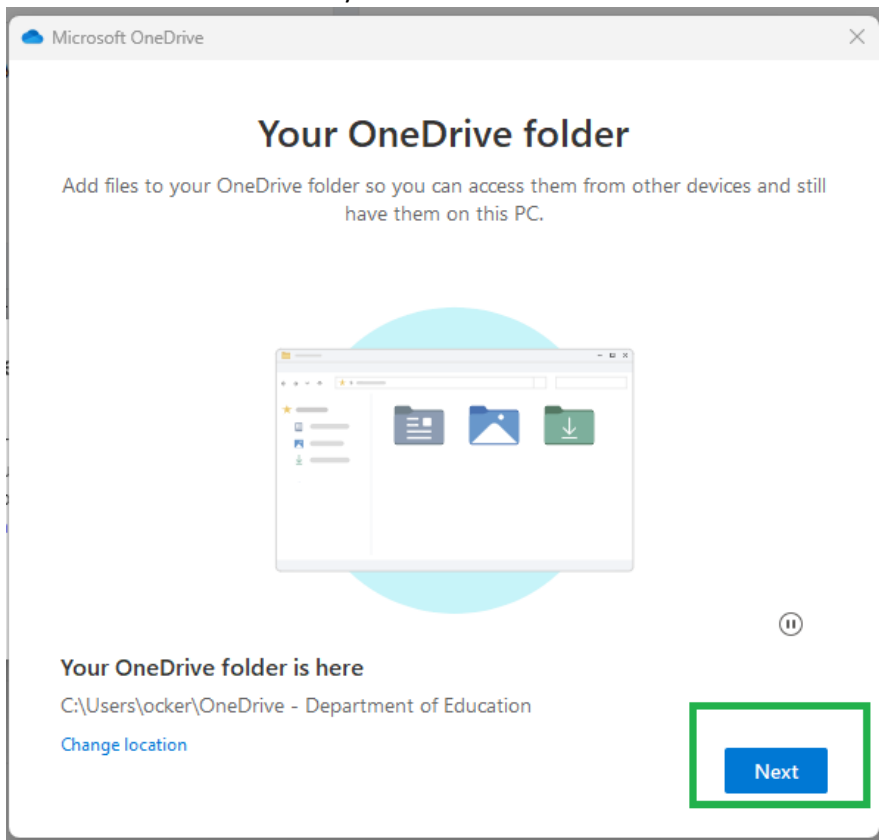 Microsoft OneDrive
Your OneDrive folder
Add files to your OneDrive folder so you can access them from other devices and still
have them on this PC.
Your OneDrive folder is here
C:\Users\ocker\OneDrive - Department of Education
Change location
Next